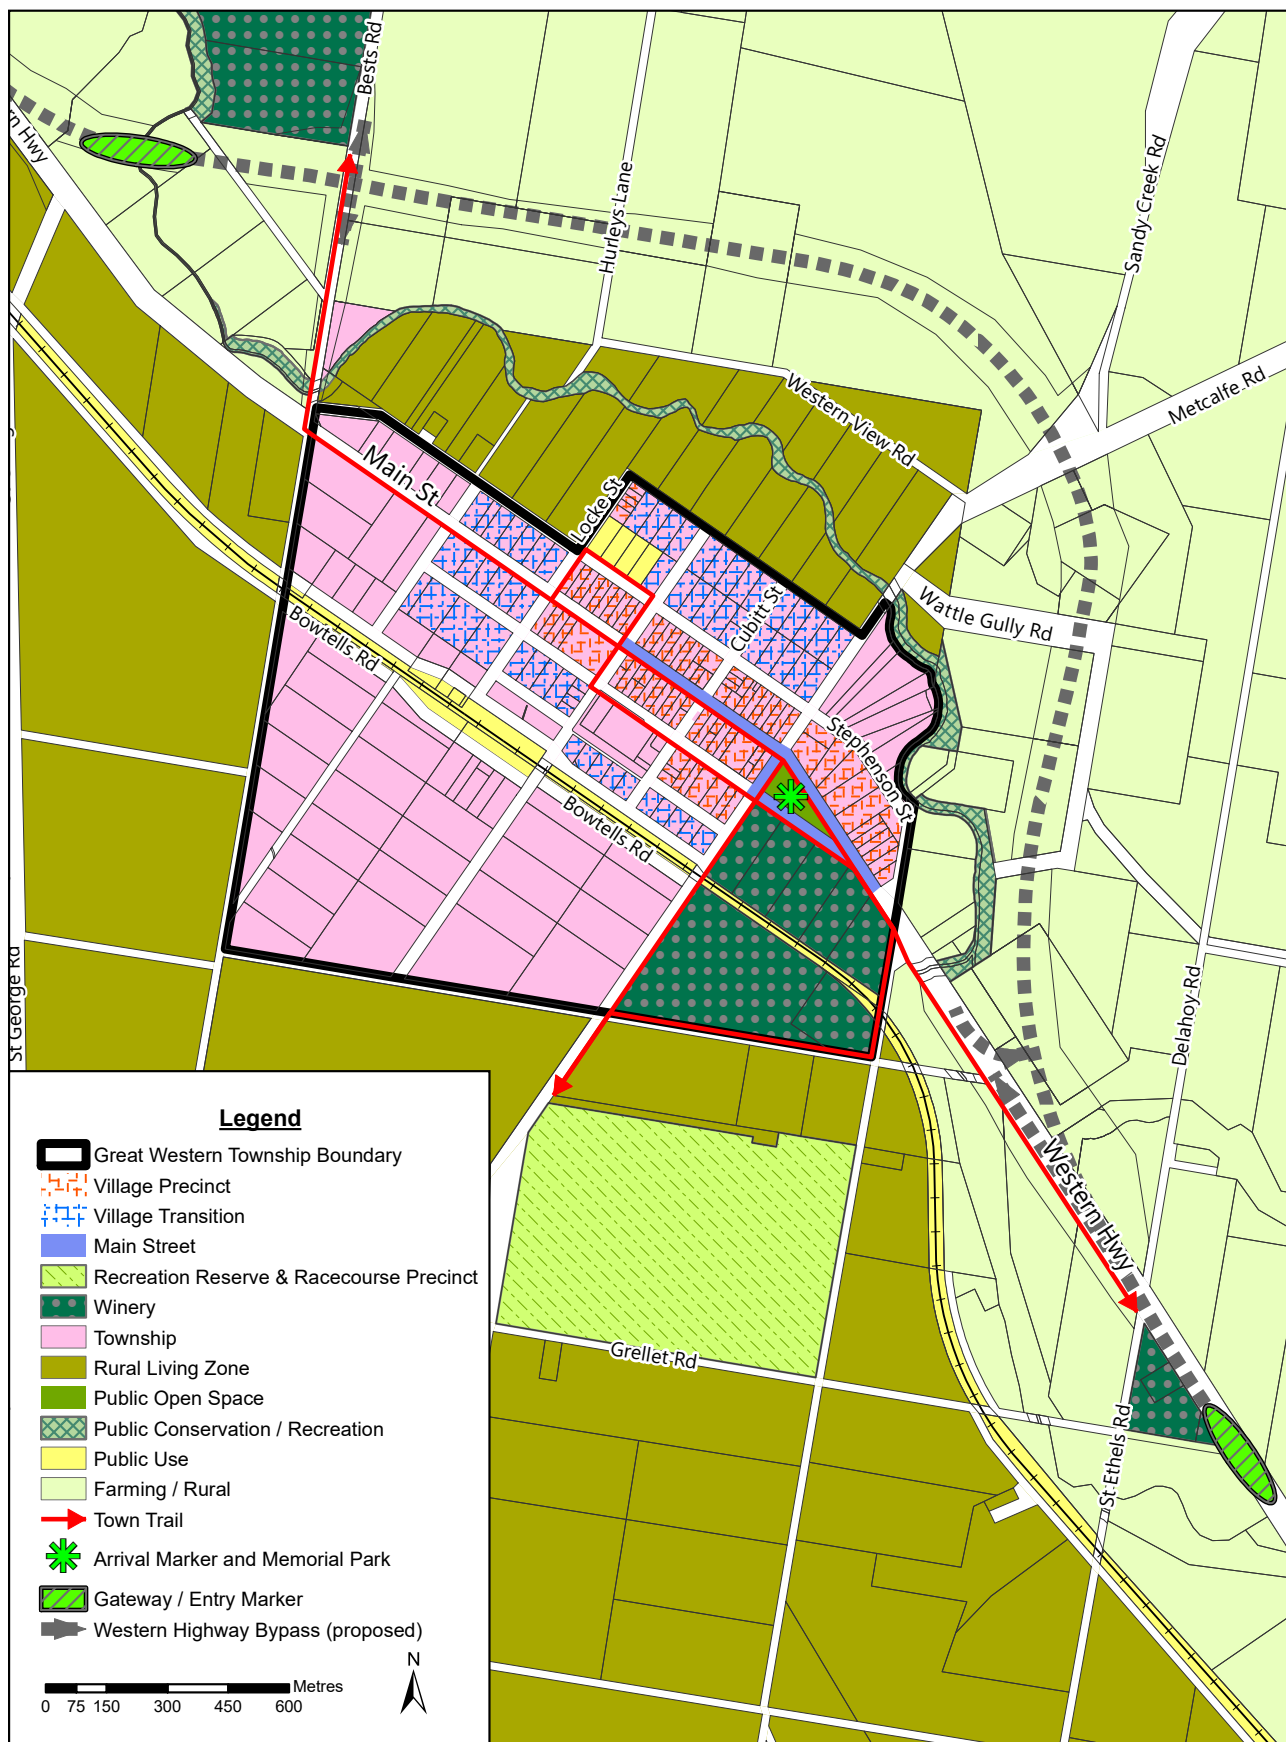 Bests Rd
rn Hwy
Hurleys Lane
Sandy Creek Rd
Metcalfe Rd
Western View Rd
Main St
Locke St
Cubitt St
Wattle Gully Rd
Bowtells Rd
Stephenson St
Bowtells Rd
St George Rd
Delahoy Rd
Western Hwy
Grellet Rd
St Ethels Rd
Legend
Great Western Township Boundary
Village Precinct
Village Transition
Main Street
Recreation Reserve & Racecourse Precinct
Winery
Township
Rural Living Zone
Public Open Space
Public Conservation / Recreation
Public Use
Farming / Rural
Town Trail
Arrival Marker and Memorial Park
Gateway / Entry Marker
Western Highway Bypass (proposed)
N
Metres
0 75 150 300 450 600